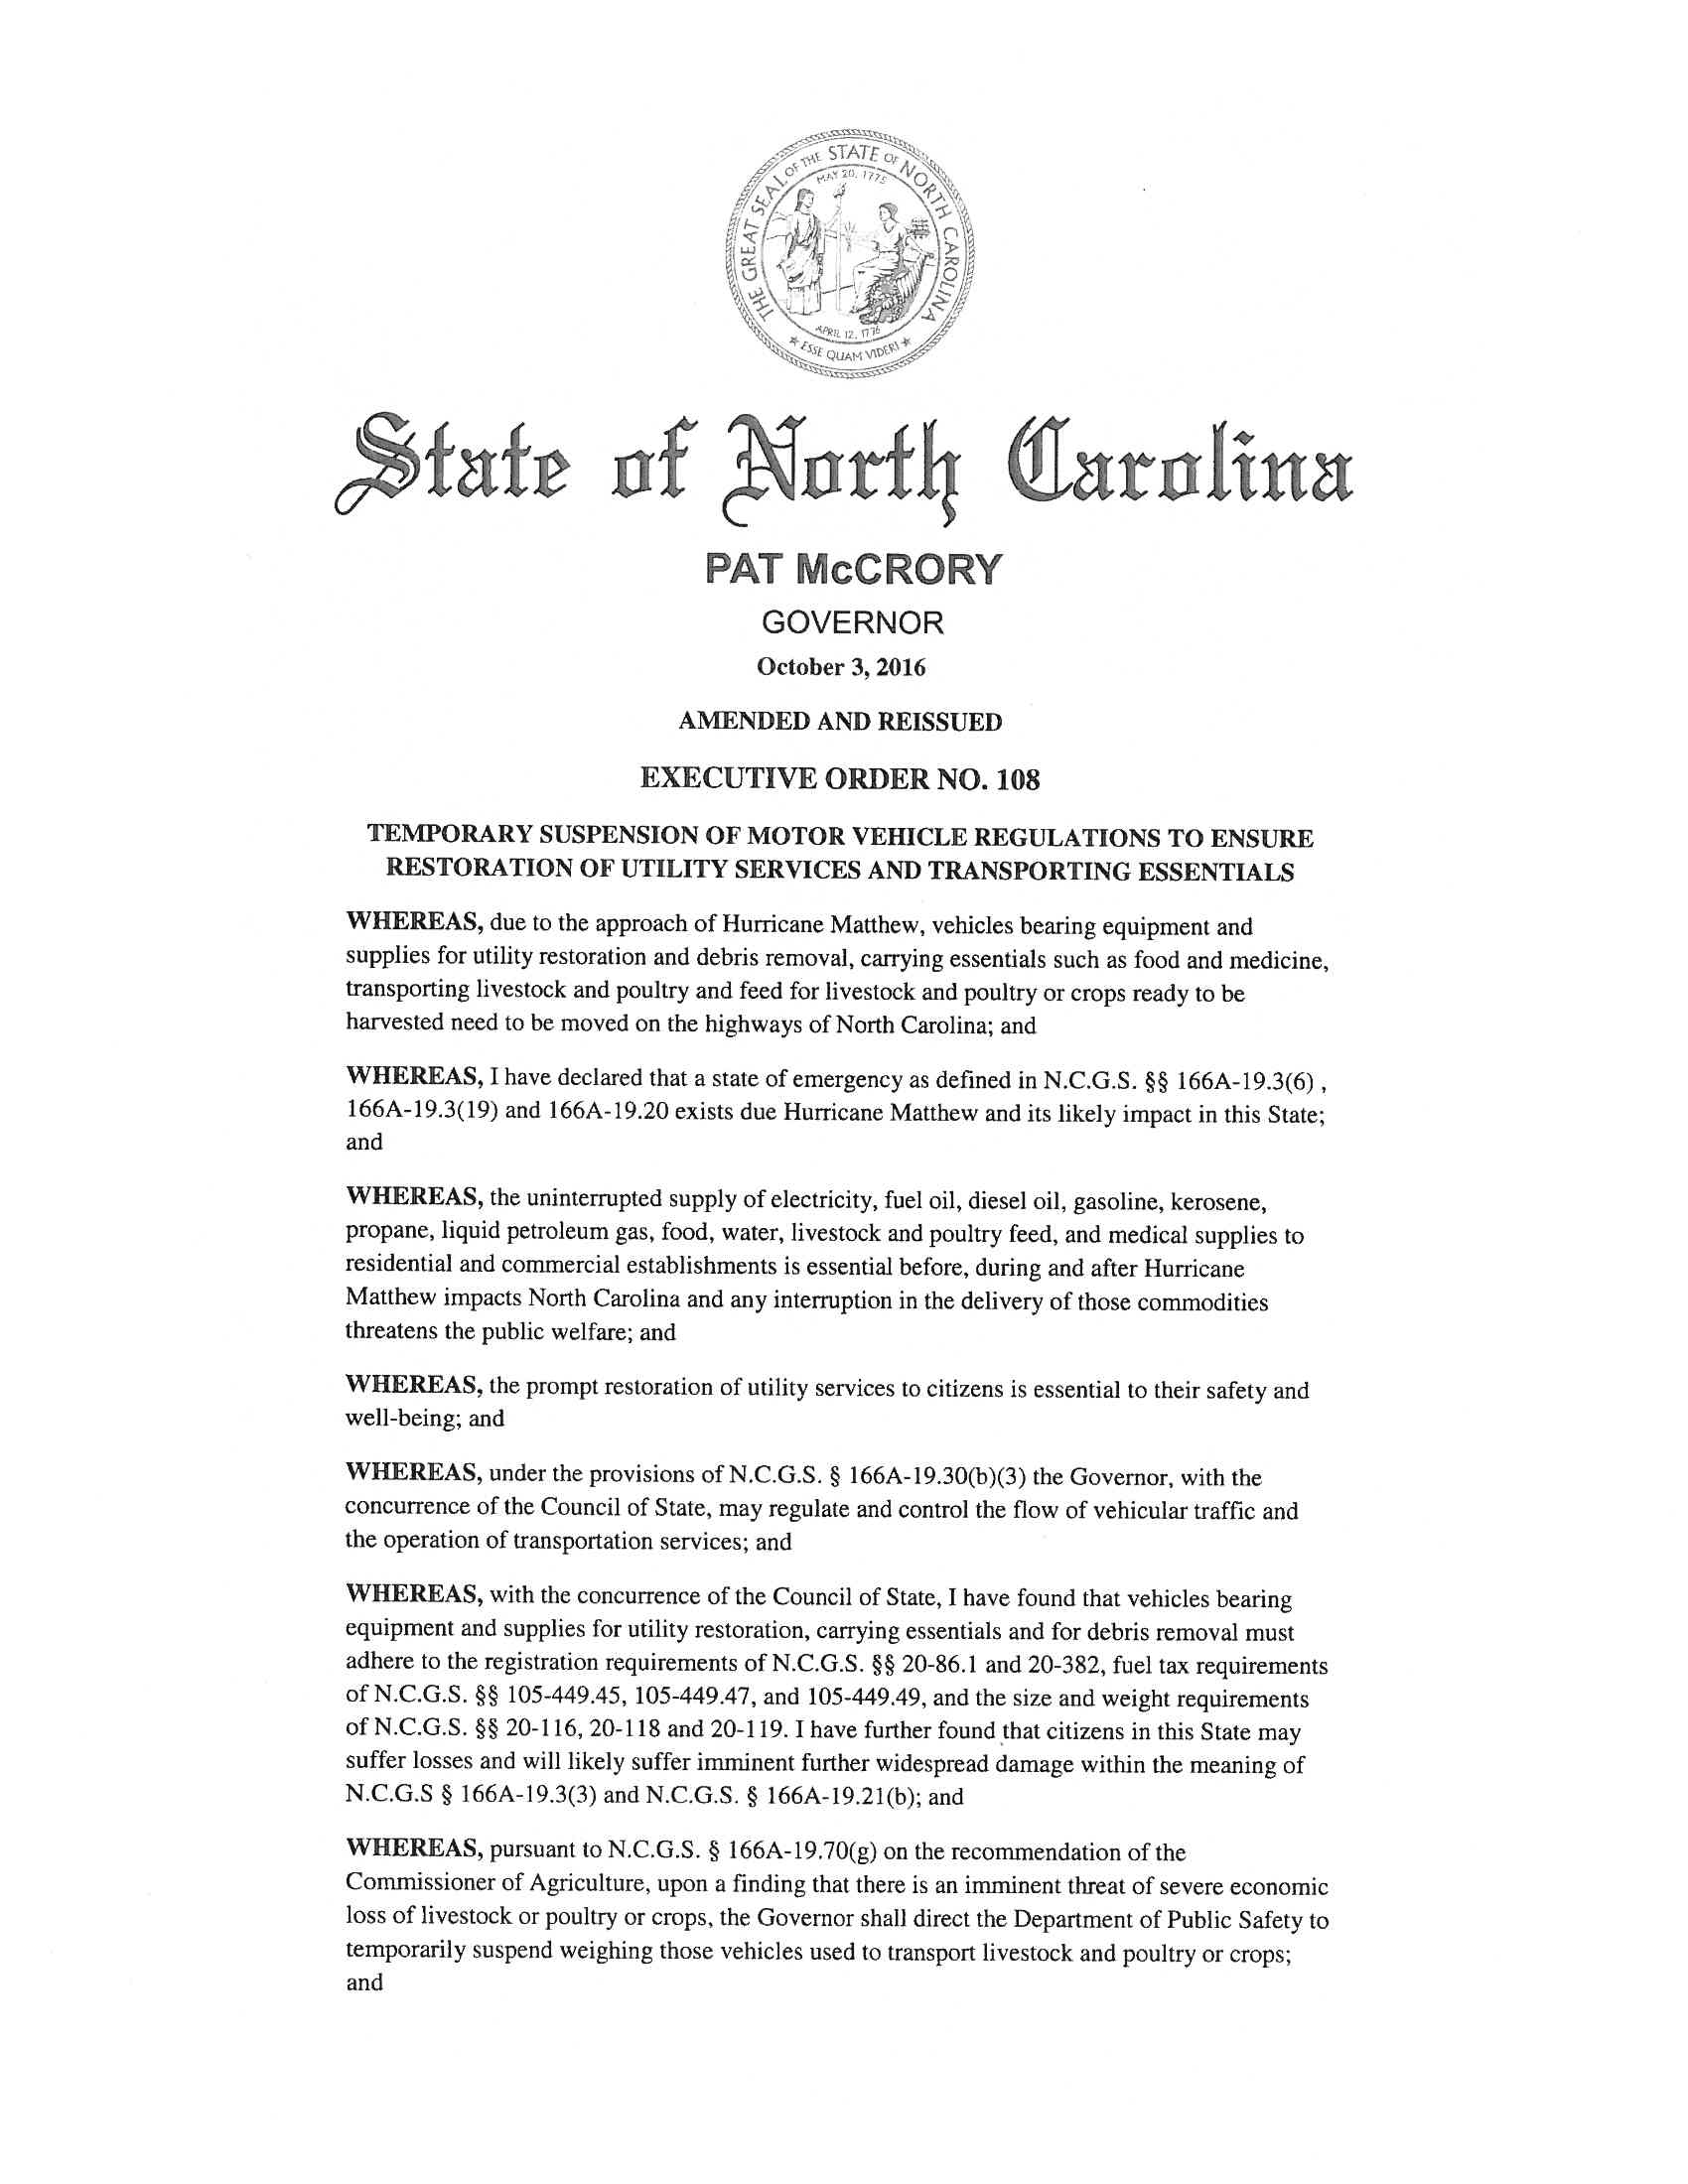 THE GREAT SEAL OF THE STATE OF NORTH CAROLINA
MAY 20, 1775
APRIL 12, 1776
★ ESSE QUAM VIDERI ★
State of North Carolina
PAT McCRORY
GOVERNOR
October 3, 2016
AMENDED AND REISSUED
EXECUTIVE ORDER NO. 108
TEMPORARY SUSPENSION OF MOTOR VEHICLE REGULATIONS TO ENSURE
RESTORATION OF UTILITY SERVICES AND TRANSPORTING ESSENTIALS
WHEREAS, due to the approach of Hurricane Matthew, vehicles bearing equipment and
supplies for utility restoration and debris removal, carrying essentials such as food and medicine,
transporting livestock and poultry and feed for livestock and poultry or crops ready to be
harvested need to be moved on the highways of North Carolina; and
WHEREAS, I have declared that a state of emergency as defined in N.C.G.S. §§ 166A-19.3(6) ,
166A-19.3(19) and 166A-19.20 exists due Hurricane Matthew and its likely impact in this State;
and
WHEREAS, the uninterrupted supply of electricity, fuel oil, diesel oil, gasoline, kerosene,
propane, liquid petroleum gas, food, water, livestock and poultry feed, and medical supplies to
residential and commercial establishments is essential before, during and after Hurricane
Matthew impacts North Carolina and any interruption in the delivery of those commodities
threatens the public welfare; and
WHEREAS, the prompt restoration of utility services to citizens is essential to their safety and
well-being; and
WHEREAS, under the provisions of N.C.G.S. § 166A-19.30(b)(3) the Governor, with the
concurrence of the Council of State, may regulate and control the flow of vehicular traffic and
the operation of transportation services; and
WHEREAS, with the concurrence of the Council of State, I have found that vehicles bearing
equipment and supplies for utility restoration, carrying essentials and for debris removal must
adhere to the registration requirements of N.C.G.S. §§ 20-86.1 and 20-382, fuel tax requirements
of N.C.G.S. §§ 105-449.45, 105-449.47, and 105-449.49, and the size and weight requirements
of N.C.G.S. §§ 20-116, 20-118 and 20-119. I have further found that citizens in this State may
suffer losses and will likely suffer imminent further widespread damage within the meaning of
N.C.G.S § 166A-19.3(3) and N.C.G.S. § 166A-19.21(b); and
WHEREAS, pursuant to N.C.G.S. § 166A-19.70(g) on the recommendation of the
Commissioner of Agriculture, upon a finding that there is an imminent threat of severe economic
loss of livestock or poultry or crops, the Governor shall direct the Department of Public Safety to
temporarily suspend weighing those vehicles used to transport livestock and poultry or crops;
and